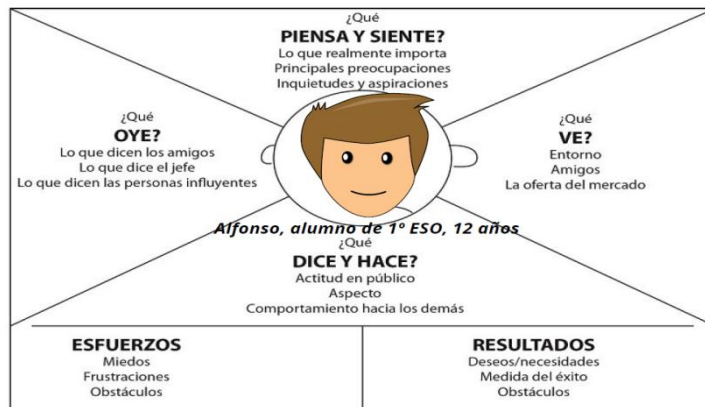 ¿Qué
PIENSA Y SIENTE?
Lo que realmente importa
Principales preocupaciones
Inquietudes y aspiraciones
¿Qué
OYE?
Lo que dicen los amigos
Lo que dice el jefe
Lo que dicen las personas influyentes
¿Qué
VE?
Entorno
Amigos
La oferta del mercado
Alfonso, alumno de 1º ESO, 12 años
¿Qué
DICE Y HACE?
Actitud en público
Aspecto
Comportamiento hacia los demás
ESFUERZOS
Miedos
Frustraciones
Obstáculos
RESULTADOS
Deseos/necesidades
Medida del éxito
Obstáculos